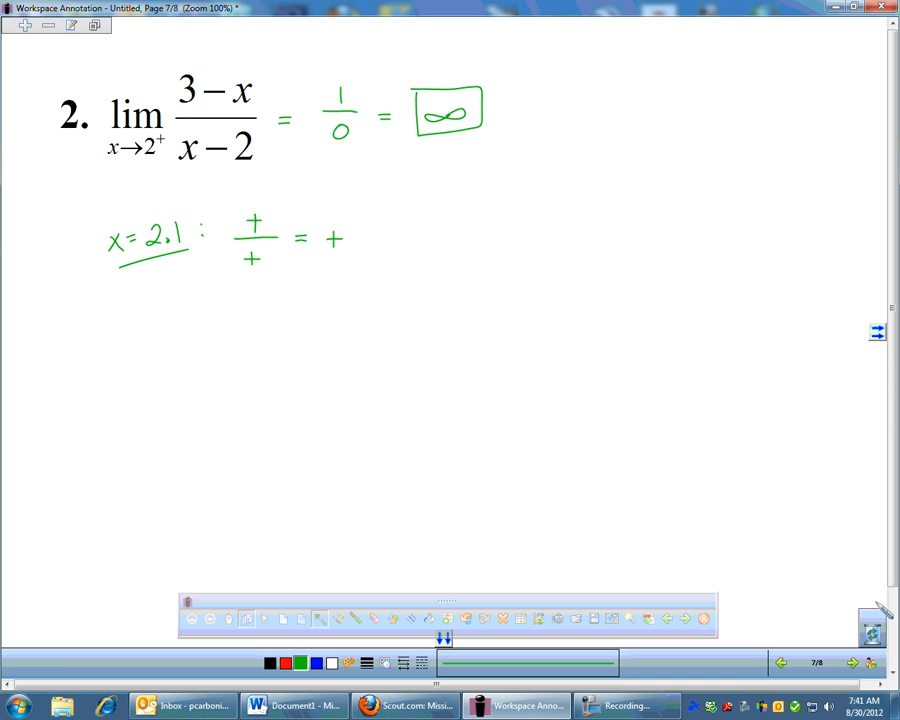 Workspace Annotation - Untitled, Page 7/8 (Zoom 100%) *
2. lim x→2⁺ (3 − x)/(x − 2) = 1/0 = ∞
x = 2.1 : +/+ = +
7/8
Inbox - pcarboni... Document1 - Mi... Scout.com: Missi... Workspace Anno... Recording... 7:41 AM
8/30/2012